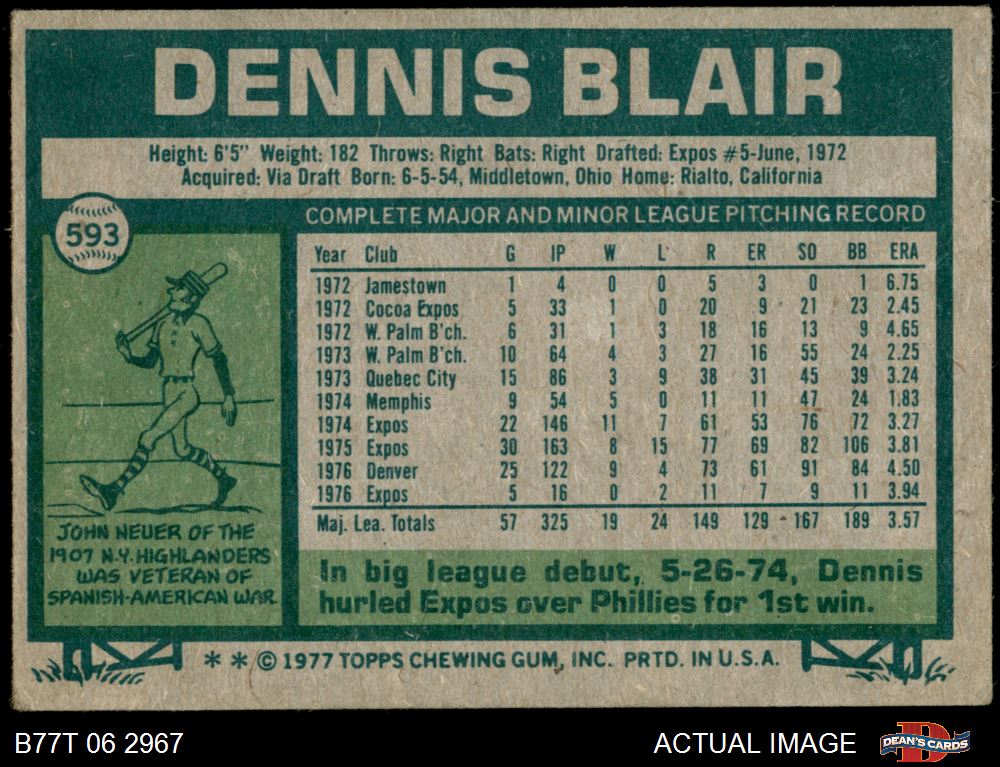 DENNIS BLAIR
Height: 6'5" Weight: 182 Throws: Right Bats: Right Drafted: Expos #5-June, 1972
Acquired: Via Draft Born: 6-5-54, Middletown, Ohio Home: Rialto, California
593
COMPLETE MAJOR AND MINOR LEAGUE PITCHING RECORD
Year Club G IP W L R ER SO BB ERA
1972 Jamestown 1 4 0 0 5 3 0 1 6.75
1972 Cocoa Expos 5 33 1 0 20 9 21 23 2.45
1972 W. Palm B'ch. 6 31 1 3 18 16 13 9 4.65
1973 W. Palm B'ch. 10 64 4 3 27 16 55 24 2.25
1973 Quebec City 15 86 3 9 38 31 45 39 3.24
1974 Memphis 9 54 5 0 11 11 47 24 1.83
1974 Expos 22 146 11 7 61 53 76 72 3.27
1975 Expos 30 163 8 15 77 69 82 106 3.81
1976 Denver 25 122 9 4 73 61 91 84 4.50
1976 Expos 5 16 0 2 11 7 9 11 3.94
Maj. Lea. Totals 57 325 19 24 149 129 167 189 3.57
JOHN NEUER OF THE
1907 N.Y. HIGHLANDERS
WAS VETERAN OF
SPANISH-AMERICAN WAR.
In big league debut, 5-26-74, Dennis
hurled Expos over Phillies for 1st win.
* * © 1977 TOPPS CHEWING GUM, INC. PRTD. IN U.S.A.
B77T 06 2967
ACTUAL IMAGE
DEAN'S CARDS